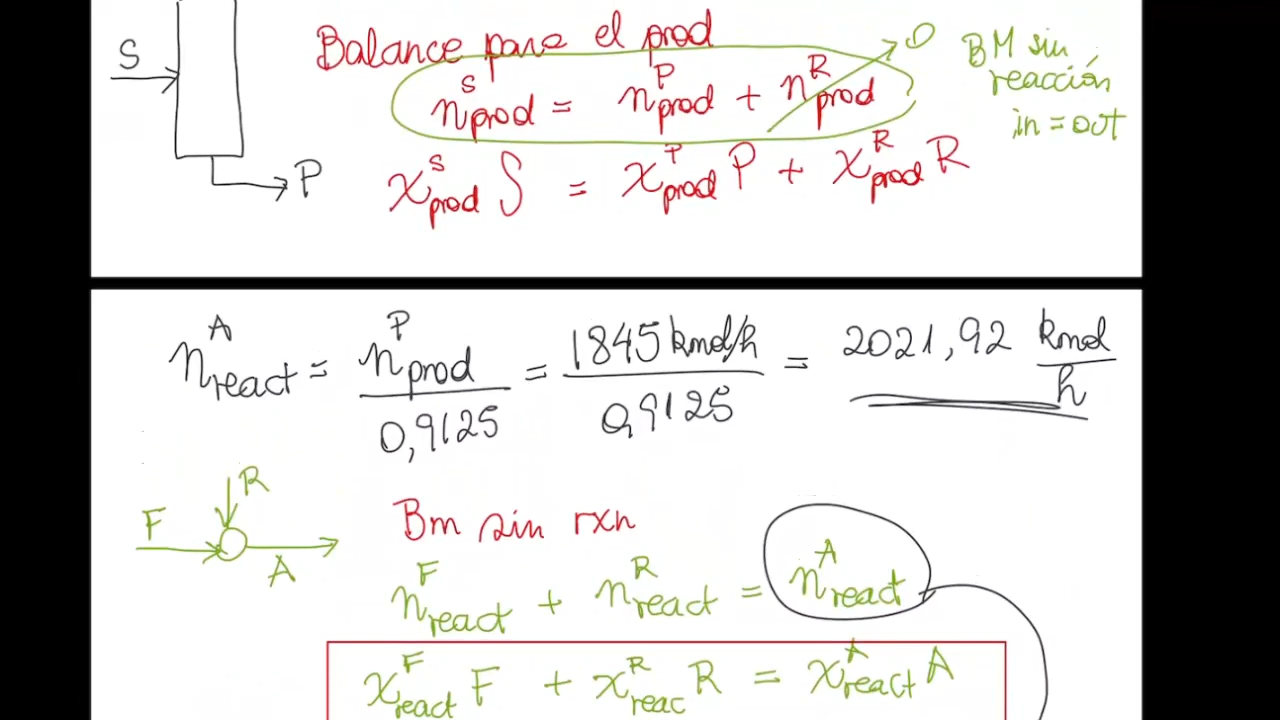 S
P
Balance para el prod
n^S_prod = n^P_prod + n^R_prod → 0
BM sin
reacción
in = out
x^S_prod S = x^P_prod P + x^R_prod R
n^A_react = n^P_prod / 0,9125 = 1845 kmol/h / 0,9125 = 2021,92 kmol / h
F
R
A
Bm sin rxn
n^F_react + n^R_react = n^A_react
x^F_react F + x^R_reac R = x^A_react A